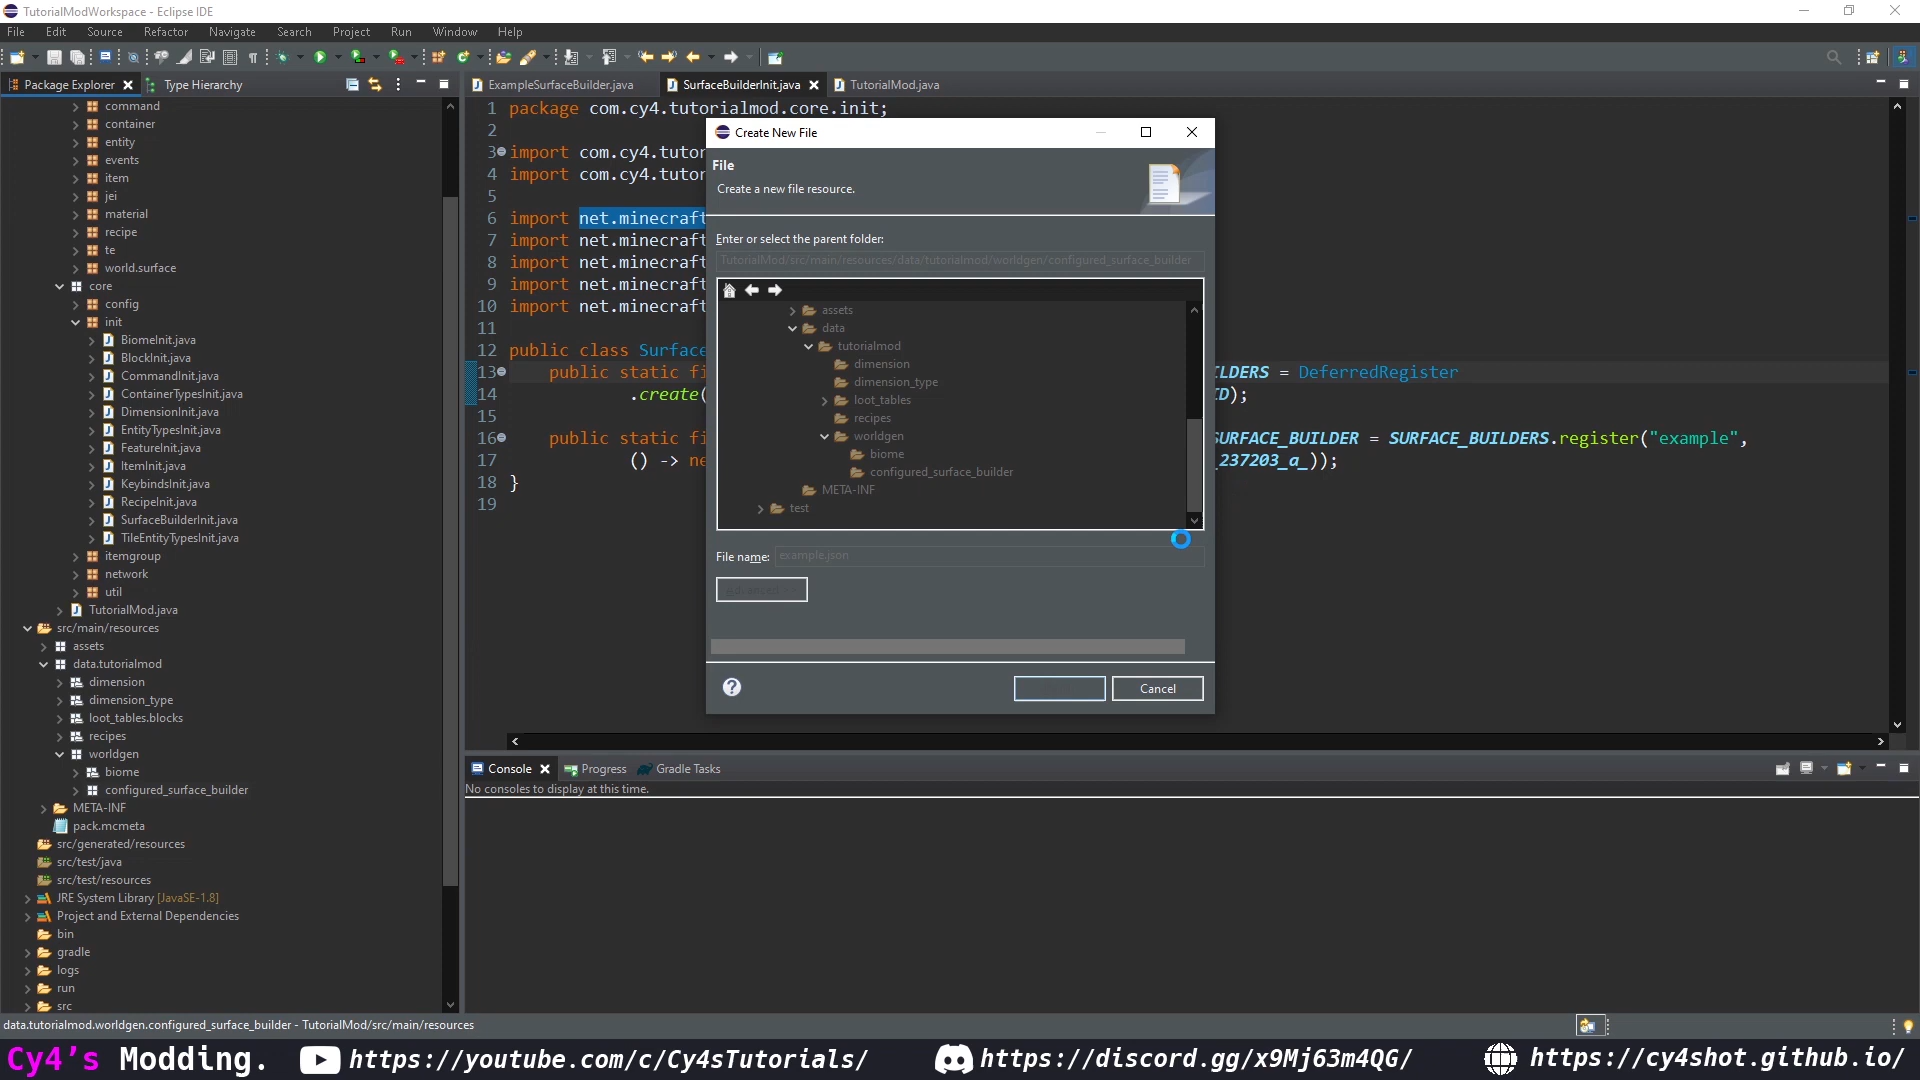 TutorialModWorkspace - Eclipse IDE
File Edit Source Refactor Navigate Search Project Run Window Help
Package Explorer Type Hierarchy
ExampleSurfaceBuilder.java SurfaceBuilderInit.java TutorialMod.java
command
container
entity
events
item
jei
material
recipe
te
world.surface
core
config
init
BiomeInit.java
BlockInit.java
CommandInit.java
ContainerTypesInit.java
DimensionInit.java
EntityTypesInit.java
FeatureInit.java
ItemInit.java
KeybindsInit.java
RecipeInit.java
SurfaceBuilderInit.java
TileEntityTypesInit.java
itemgroup
network
util
TutorialMod.java
src/main/resources
assets
data.tutorialmod
dimension
dimension_type
loot_tables.blocks
recipes
worldgen
biome
configured_surface_builder
META-INF
pack.mcmeta
src/generated/resources
src/test/java
src/test/resources
JRE System Library [JavaSE-1.8]
Project and External Dependencies
bin
gradle
logs
run
src
1 package com.cy4.tutorialmod.core.init;
2
3 import com.cy4.tutor
4 import com.cy4.tutor
5
6 import net.minecraft
7 import net.minecraft
8 import net.minecraft
9 import net.minecraft
10 import net.minecraft
11
12 public class Surface
13 public static fi ILDERS = DeferredRegister
14 .create( D);
15
16 public static fi SURFACE_BUILDER = SURFACE_BUILDERS.register("example",
17 () -> ne _237203_a_));
18 }
19
Create New File
File
Create a new file resource.
Enter or select the parent folder:
TutorialMod/src/main/resources/data/tutorialmod/worldgen/configured_surface_builder
assets
data
tutorialmod
dimension
dimension_type
loot_tables
recipes
worldgen
biome
configured_surface_builder
META-INF
test
File name: example.json
Cancel
Console Progress Gradle Tasks
No consoles to display at this time.
data.tutorialmod.worldgen.configured_surface_builder - TutorialMod/src/main/resources
Cy4's Modding. https://youtube.com/c/Cy4sTutorials/ https://discord.gg/x9Mj63m4QG/ https://cy4shot.github.io/